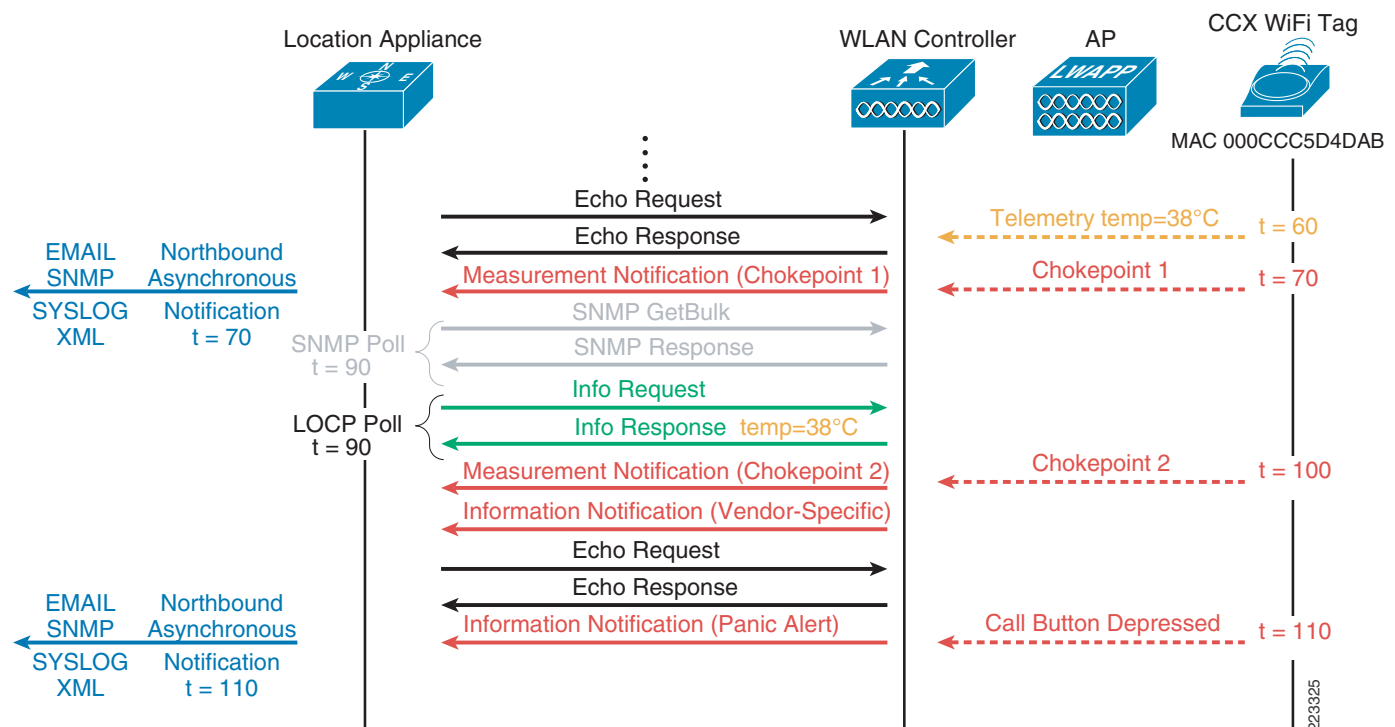 Location Appliance
WLAN Controller
AP
CCX WiFi Tag
N
W
E
S
LWAPP
MAC 000CCC5D4DAB
Echo Request
Telemetry temp=38°C
t = 60
Echo Response
EMAIL
SNMP
Northbound
Asynchronous
Measurement Notification (Chokepoint 1)
Chokepoint 1
t = 70
SYSLOG
XML
Notification
t = 70
SNMP GetBulk
SNMP Poll
t = 90
SNMP Response
Info Request
LOCP Poll
t = 90
Info Response temp=38°C
Measurement Notification (Chokepoint 2)
Chokepoint 2
t = 100
Information Notification (Vendor-Specific)
Echo Request
Echo Response
EMAIL
SNMP
Northbound
Asynchronous
Information Notification (Panic Alert)
Call Button Depressed
t = 110
SYSLOG
XML
Notification
t = 110
223325